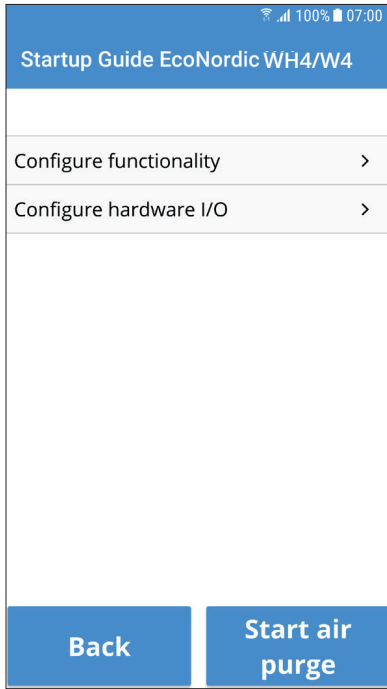 100% 07:00
Startup Guide EcoNordic WH4/W4
Configure functionality
Configure hardware I/O
Back
Start air
purge